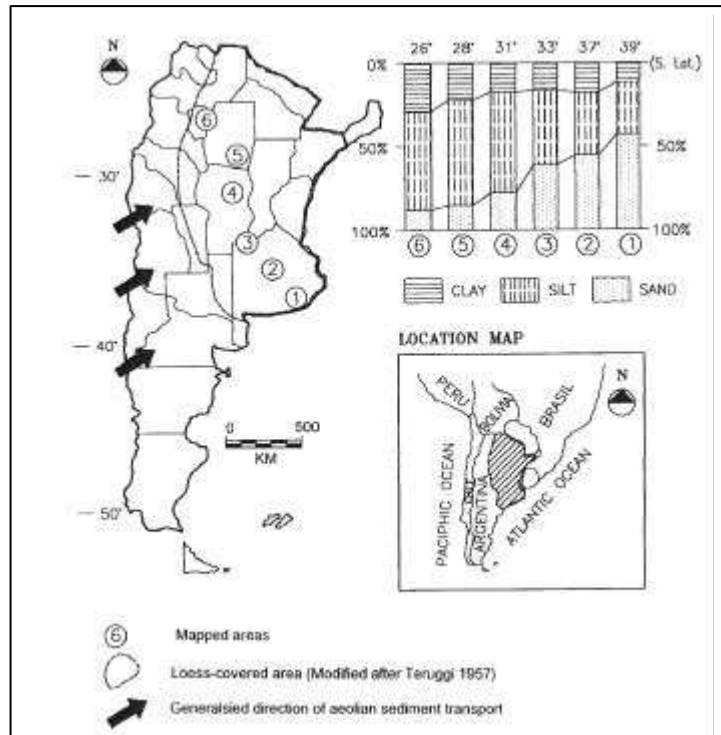 N
26° 28° 31° 33° 37° 39°
0% (S. Lat.)
50% 50%
100% 100%
⑥ ⑤ ④ ③ ② ①
CLAY SILT SAND
⑥
⑤
④
③
②
①
30°
40°
50°
0 500
KM
LOCATION MAP
N
PERU
BOLIVIA
BRASIL
PACIPHIC OCEAN
ARGENTINA
ATLANTIC OCEAN
⑥ Mapped areas
Loess-covered area (Modified after Teruggi 1957)
Generalsied direction of aeolian sediment transport